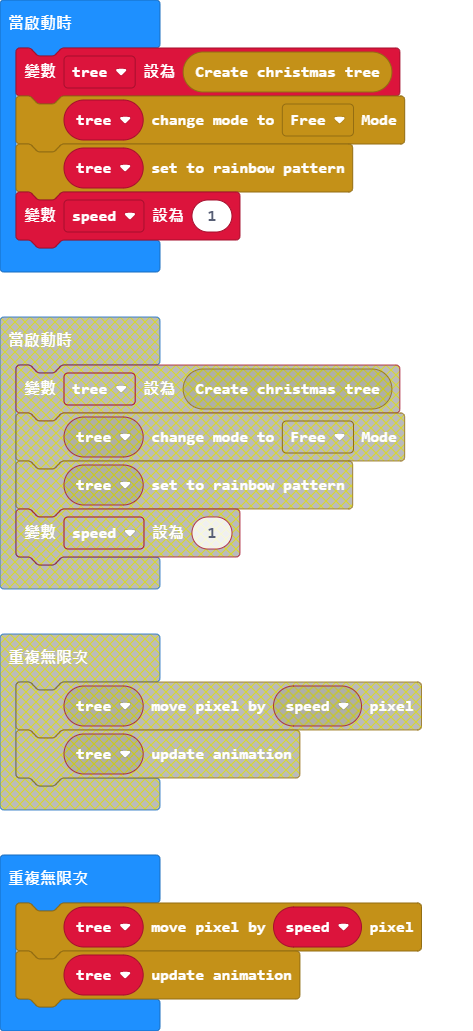 當啟動時
變數 tree 設為 Create christmas tree
tree change mode to Free Mode
tree set to rainbow pattern
變數 speed 設為 1
當啟動時
變數 tree 設為 Create christmas tree
tree change mode to Free Mode
tree set to rainbow pattern
變數 speed 設為 1
重複無限次
tree move pixel by speed pixel
tree update animation
重複無限次
tree move pixel by speed pixel
tree update animation